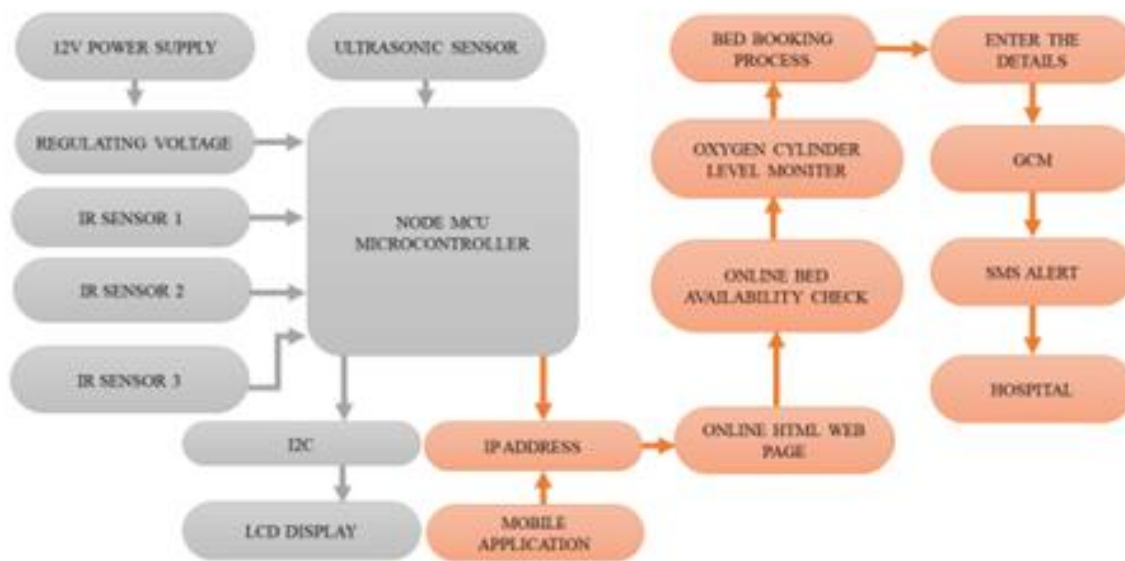 12V POWER SUPPLY
ULTRASONIC SENSOR
REGULATING VOLTAGE
IR SENSOR 1
IR SENSOR 2
IR SENSOR 3
NODE MCU
MICROCONTROLLER
I2C
LCD DISPLAY
IP ADDRESS
MOBILE
APPLICATION
ONLINE HTML WEB
PAGE
ONLINE BED
AVAILABILITY CHECK
OXYGEN CYLINDER
LEVEL MONITER
BED BOOKING
PROCESS
ENTER THE
DETAILS
GCM
SMS ALERT
HOSPITAL